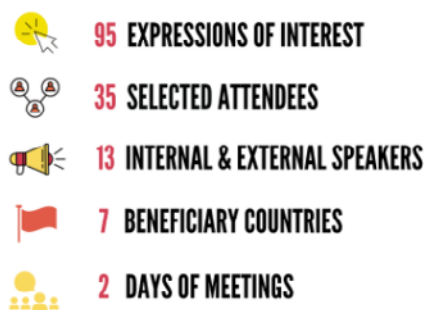 95 EXPRESSIONS OF INTEREST
35 SELECTED ATTENDEES
13 INTERNAL & EXTERNAL SPEAKERS
7 BENEFICIARY COUNTRIES
2 DAYS OF MEETINGS